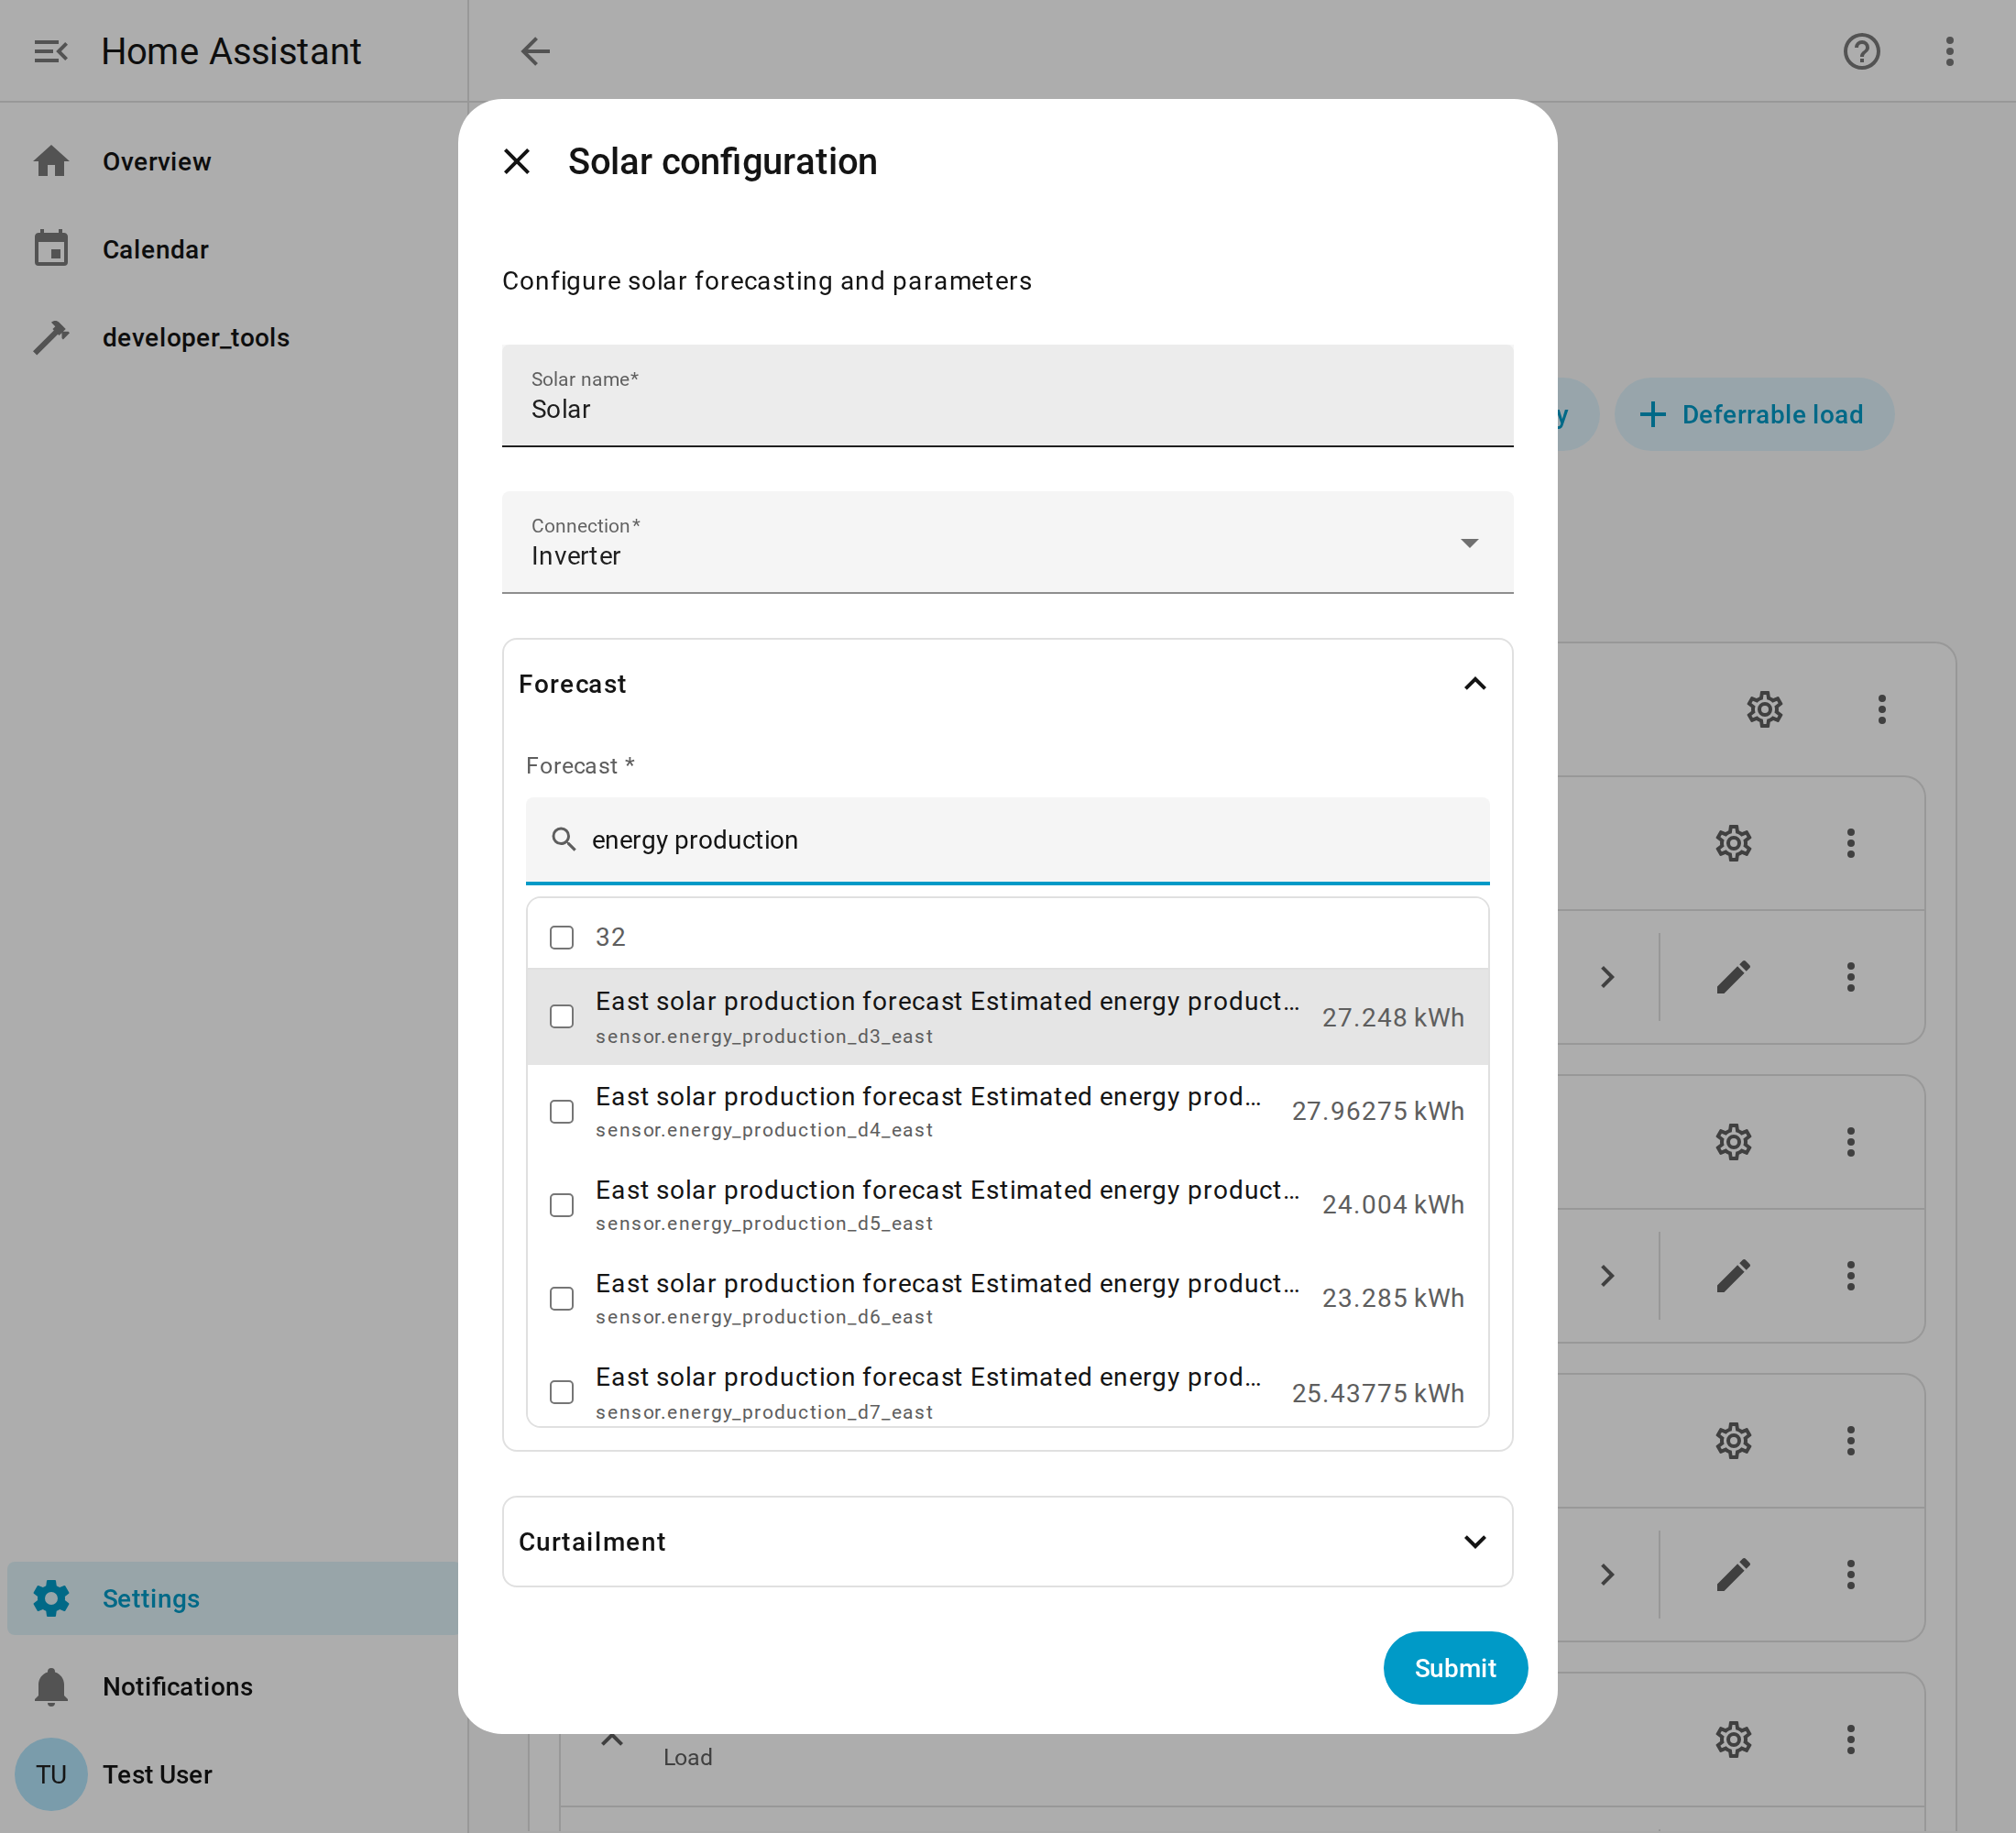 Home Assistant
Overview
Calendar
developer_tools
Settings
Notifications
TU
Test User
Solar configuration
Configure solar forecasting and parameters
Solar name*
Solar
Connection*
Inverter
Forecast
Forecast *
energy production
32
East solar production forecast Estimated energy product... 27.248 kWh
sensor.energy_production_d3_east
East solar production forecast Estimated energy prod... 27.96275 kWh
sensor.energy_production_d4_east
East solar production forecast Estimated energy product... 24.004 kWh
sensor.energy_production_d5_east
East solar production forecast Estimated energy product... 23.285 kWh
sensor.energy_production_d6_east
East solar production forecast Estimated energy prod... 25.43775 kWh
sensor.energy_production_d7_east
Curtailment
Submit
y
Deferrable load
Load